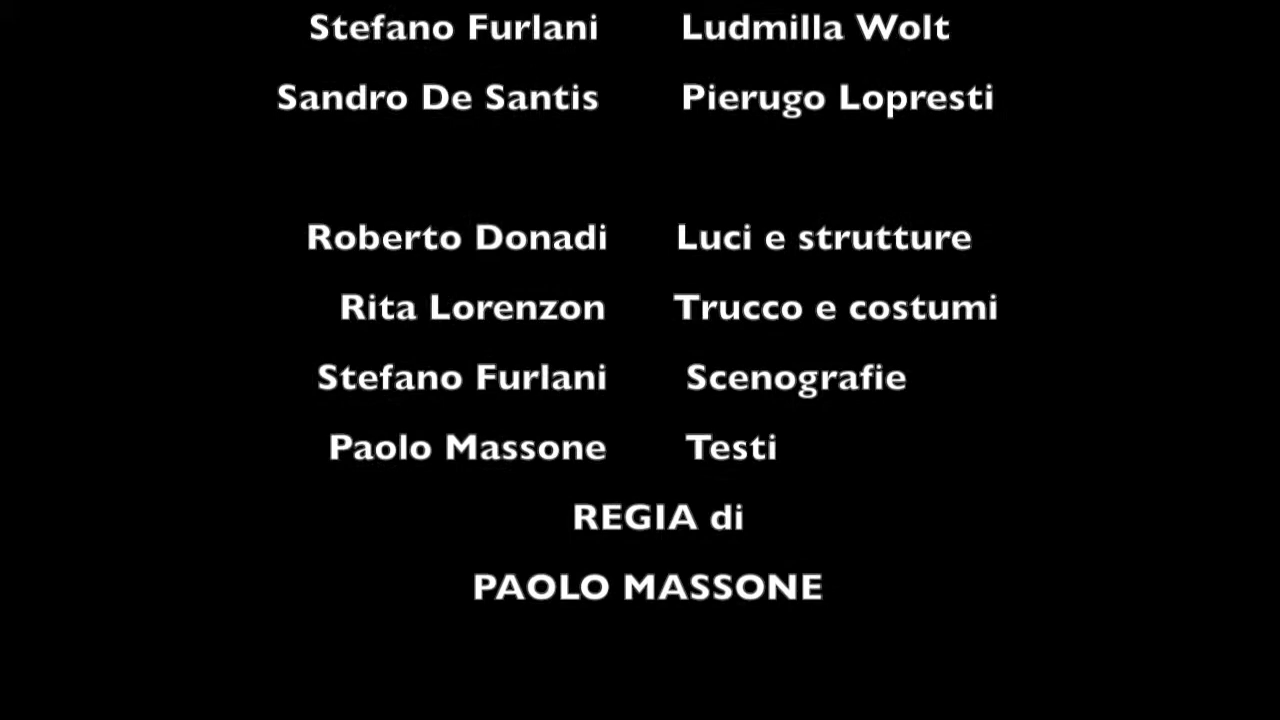 Stefano Furlani Ludmilla Wolt
Sandro De Santis Pierugo Lopresti
Roberto Donadi Luci e strutture
Rita Lorenzon Trucco e costumi
Stefano Furlani Scenografie
Paolo Massone Testi
REGIA di
PAOLO MASSONE